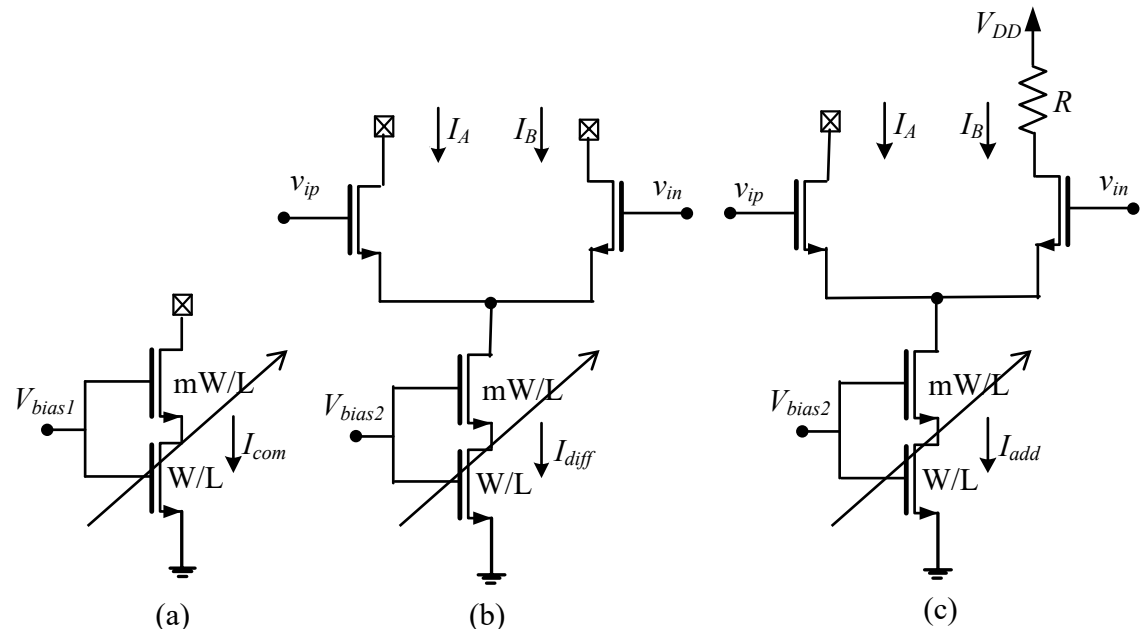 V_DD
R
I_A
I_B
v_ip
v_in
I_A
I_B
v_ip
v_in
mW/L
V_bias1
I_com
W/L
mW/L
V_bias2
I_diff
W/L
mW/L
V_bias2
I_add
W/L
(a)
(b)
(c)